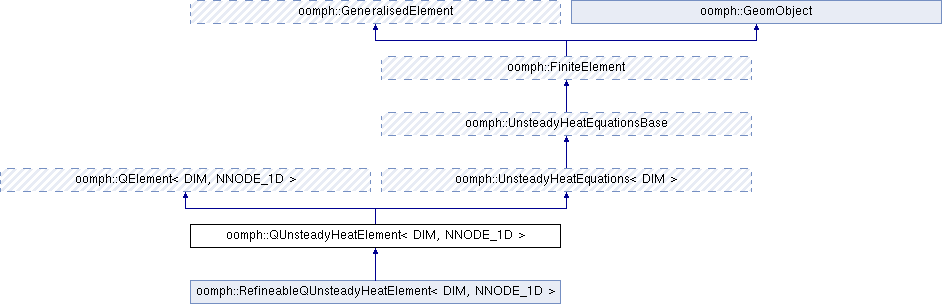 oomph::GeneralisedElement
oomph::GeomObject
oomph::FiniteElement
oomph::UnsteadyHeatEquationsBase
oomph::QElement< DIM, NNODE_1D >
oomph::UnsteadyHeatEquations< DIM >
oomph::QUnsteadyHeatElement< DIM, NNODE_1D >
oomph::RefineableQUnsteadyHeatElement< DIM, NNODE_1D >